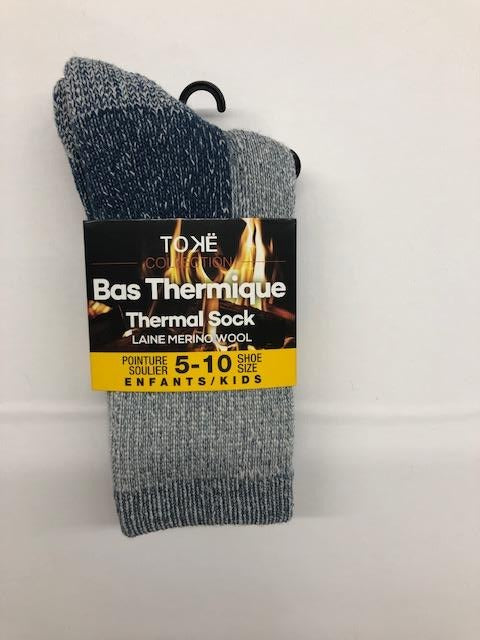 TOKË
COLLECTION
Bas Thermique
Thermal Sock
LAINE MERINO WOOL
POINTURE SOULIER 5-10 SHOE SIZE
ENFANTS/KIDS